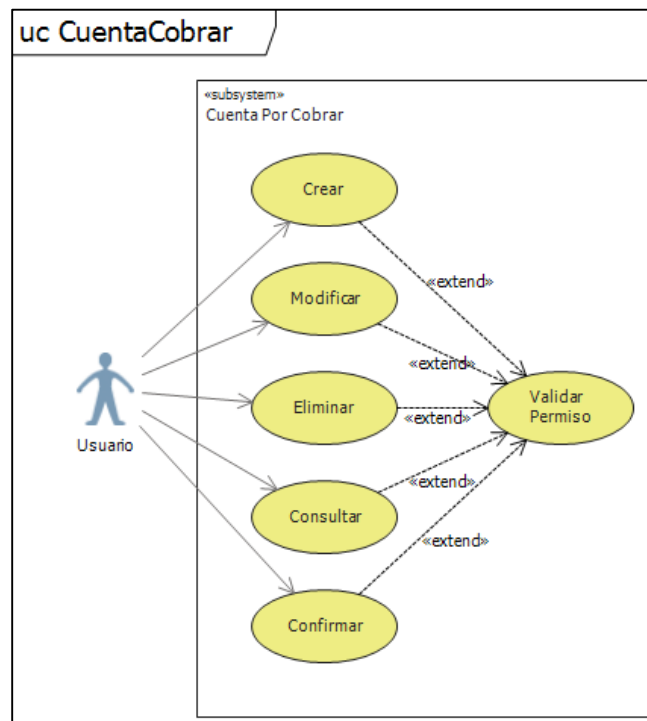 uc CuentaCobrar
«subsystem»
Cuenta Por Cobrar
Crear
«extend»
Modificar
«extend»
Validar
Permiso
Eliminar
«extend»
Usuario
«extend»
Consultar
«extend»
Confirmar